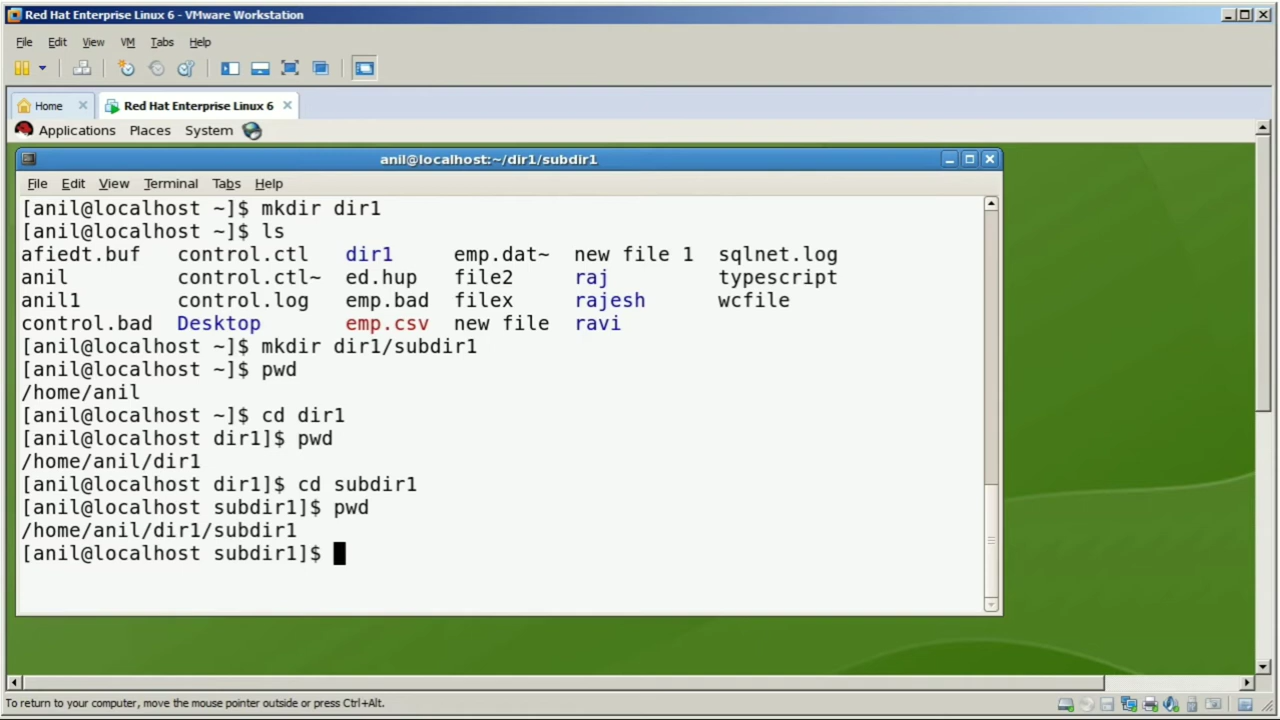 Red Hat Enterprise Linux 6 - VMware Workstation
File Edit View VM Tabs Help
Home Red Hat Enterprise Linux 6
Applications Places System
anil@localhost:~/dir1/subdir1
File Edit View Terminal Tabs Help
[anil@localhost ~]$ mkdir dir1
[anil@localhost ~]$ ls
afiedt.buf control.ctl dir1 emp.dat~ new file 1 sqlnet.log
anil control.ctl~ ed.hup file2 raj typescript
anil1 control.log emp.bad filex rajesh wcfile
control.bad Desktop emp.csv new file ravi
[anil@localhost ~]$ mkdir dir1/subdir1
[anil@localhost ~]$ pwd
/home/anil
[anil@localhost ~]$ cd dir1
[anil@localhost dir1]$ pwd
/home/anil/dir1
[anil@localhost dir1]$ cd subdir1
[anil@localhost subdir1]$ pwd
/home/anil/dir1/subdir1
[anil@localhost subdir1]$
To return to your computer, move the mouse pointer outside or press Ctrl+Alt.